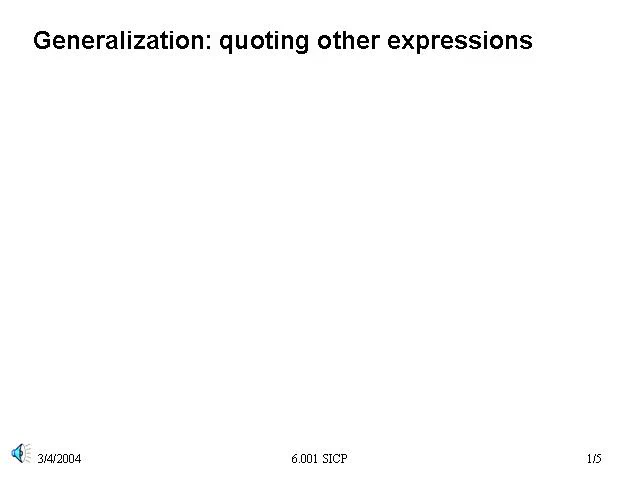 Generalization: quoting other expressions
3/4/2004
6.001 SICP
1/5